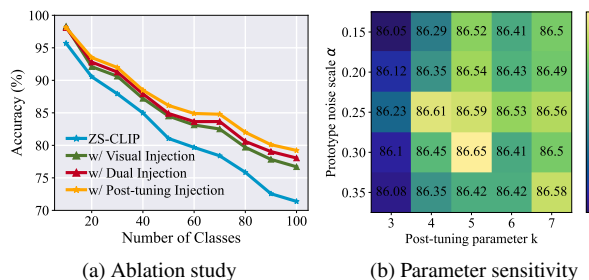 Accuracy (%)
100
95
90
85
80
75
70
ZS-CLIP
w/ Visual Injection
w/ Dual Injection
w/ Post-tuning Injection
20 40 60 80 100
Number of Classes
(a) Ablation study
Prototype noise scale α
0.15 86.05 86.29 86.52 86.41 86.5
0.20 86.12 86.35 86.54 86.43 86.49
0.25 86.23 86.61 86.59 86.53 86.56
0.30 86.1 86.45 86.65 86.41 86.5
0.35 86.08 86.35 86.42 86.42 86.58
3 4 5 6 7
Post-tuning parameter k
(b) Parameter sensitivity